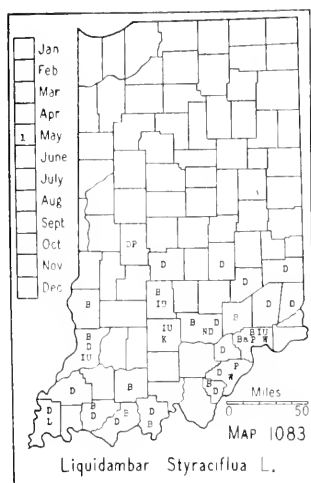 Jan
Feb
Mar
Apr
1 May
June
July
Aug
Sept
Oct
Nov
Dec
DP
D D D
D
B B
IU D D
B IU B D P B IU
K ND Ba P W
B
D D
IU P
W
D B B
D
D B B D
L D D B
Miles
0 50
MAP 1083
Liquidambar Styraciflua L.